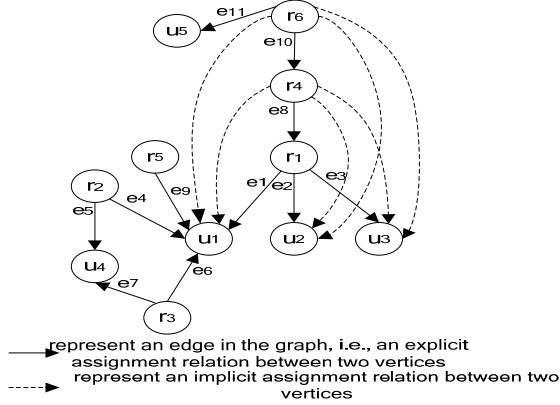 e11
r6
u5
e10
r4
e8
r5
r1
r2
e9
e1
e2
e3
e4
e5
u1
u2
u3
u4
e6
e7
r3
represent an edge in the graph, i.e., an explicit
assignment relation between two vertices
represent an implicit assignment relation between two
vertices